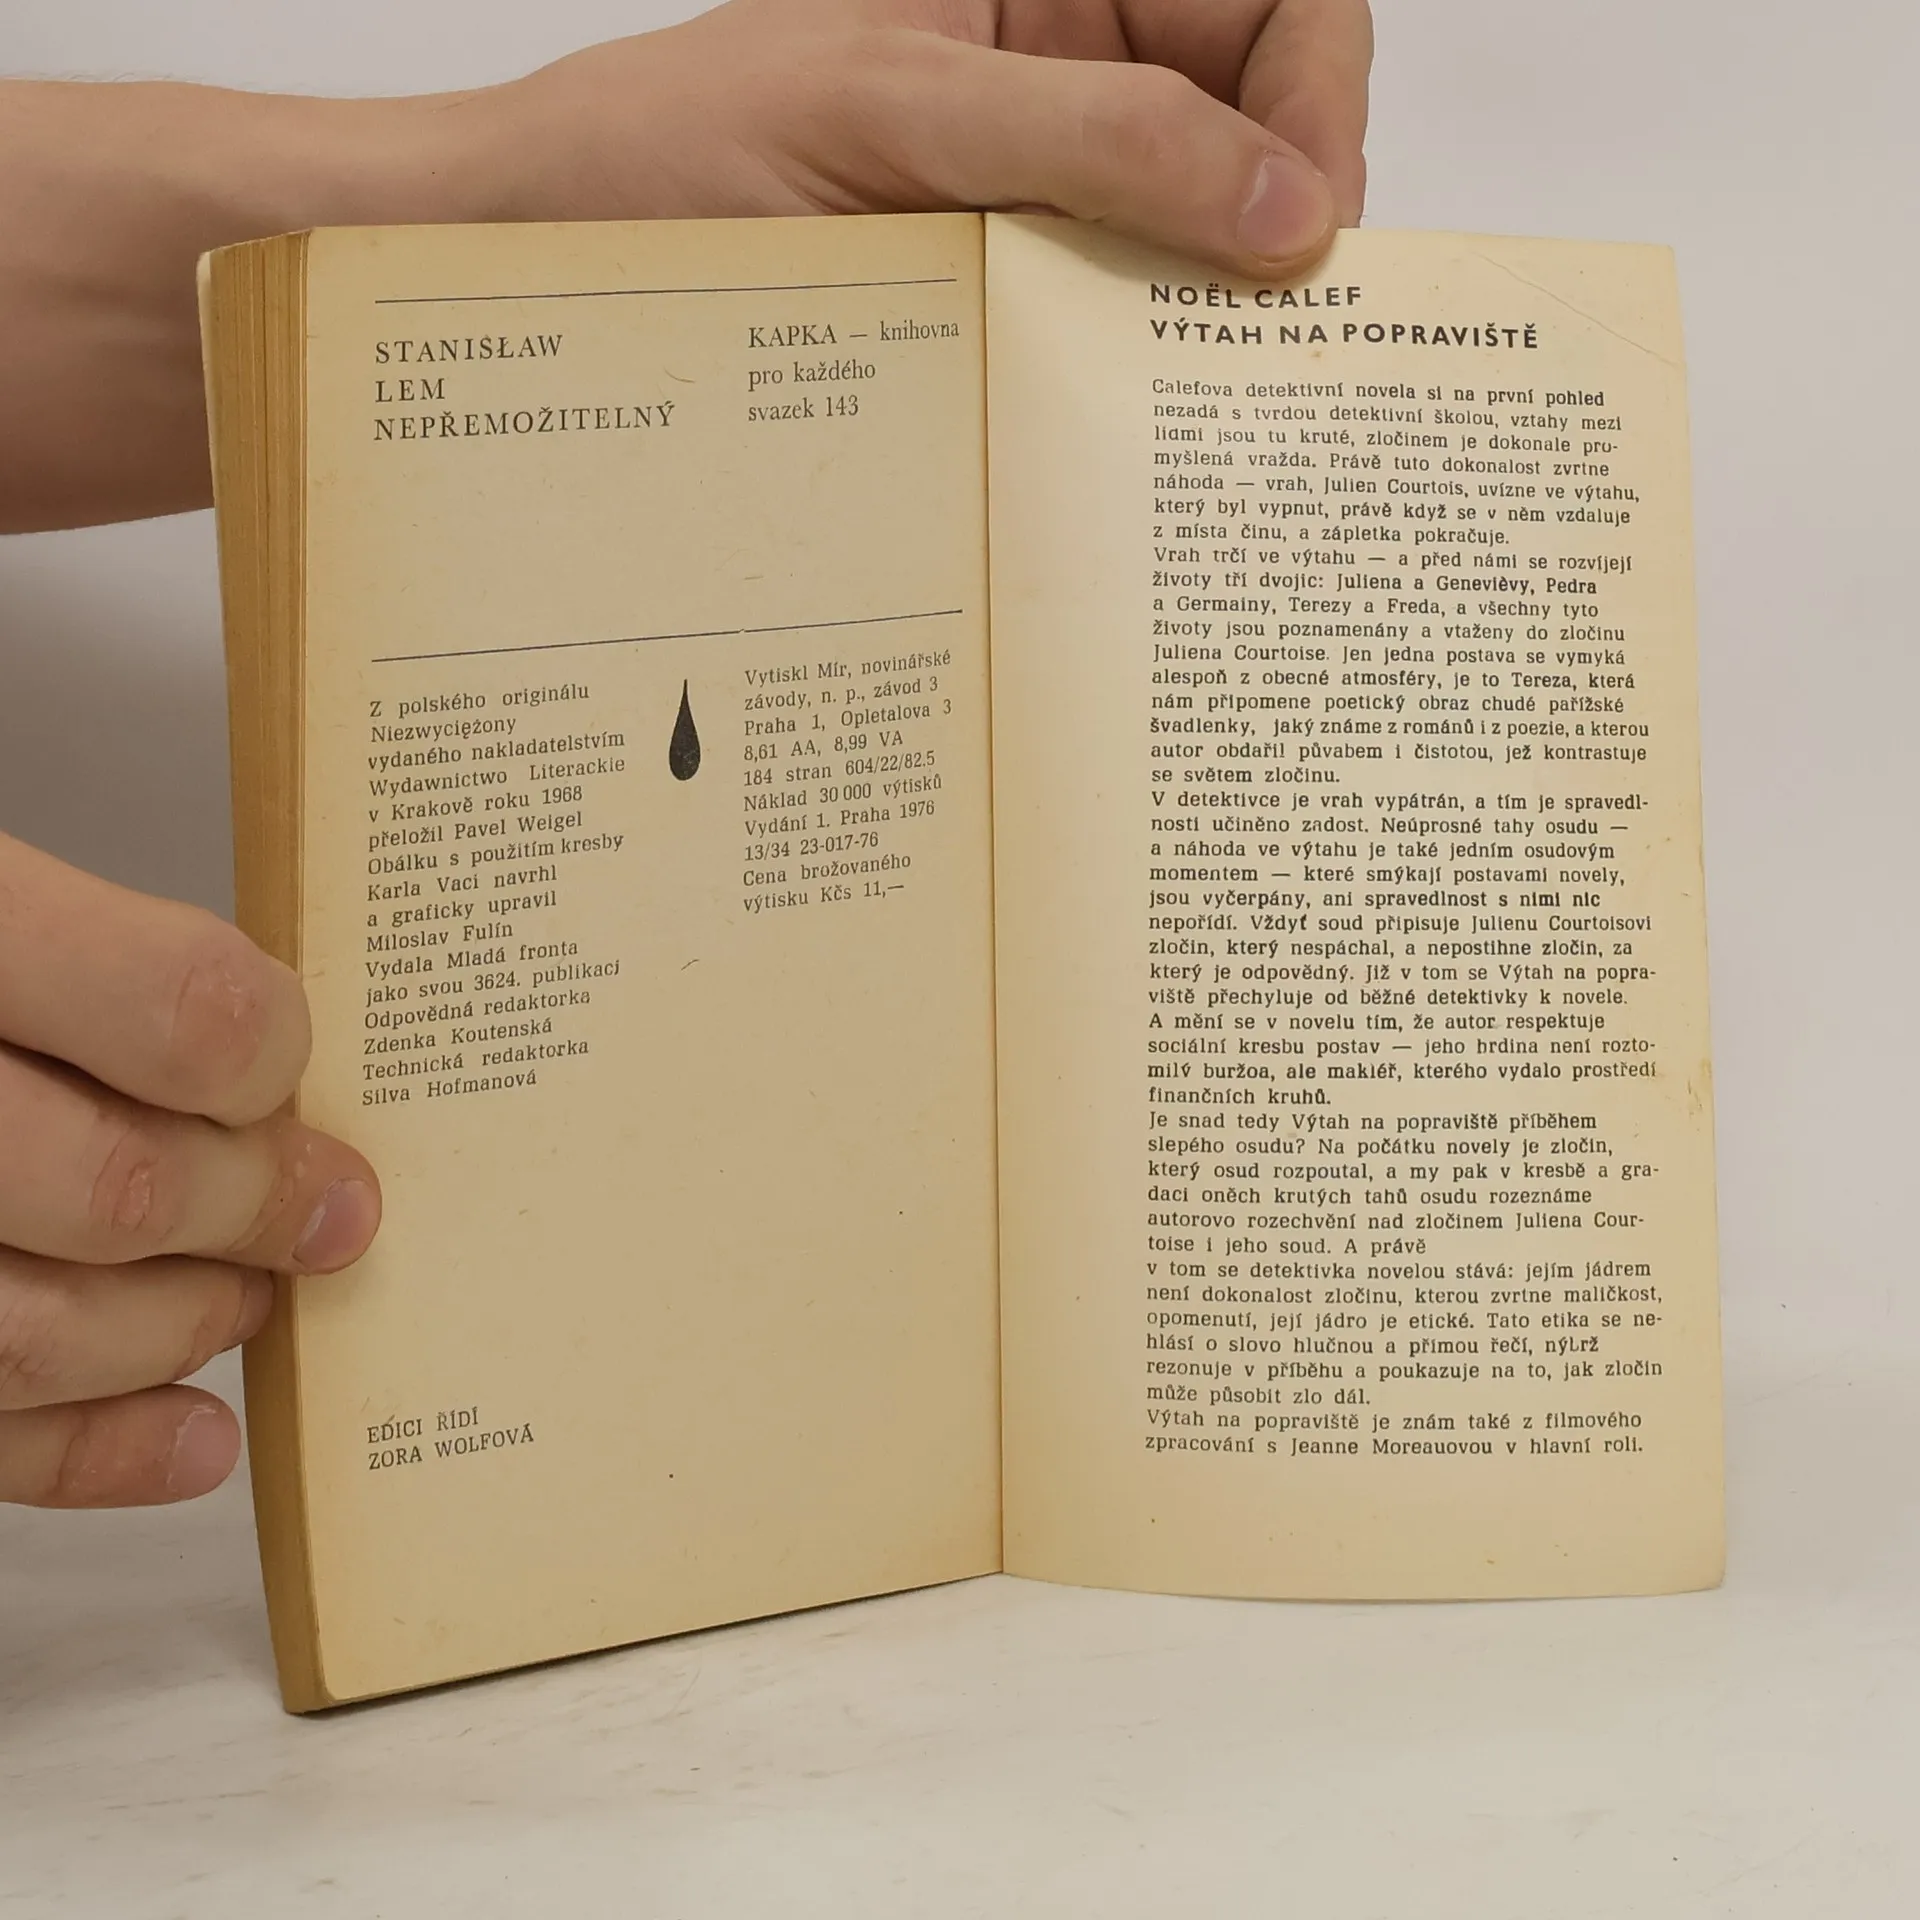 STANISŁAW
LEM
NEPŘEMOŽITELNÝ
KAPKA — knihovna
pro každého
svazek 143
Z polského originálu
Niezwyciężony
vydaného nakladatelstvím
Wydawnictwo Literackie
v Krakově roku 1968
přeložil Pavel Weigel
Obálku s použitím kresby
Karla Vaci navrhl
a graficky upravil
Miloslav Fulín
Vydala Mladá fronta
jako svou 3624. publikaci
Odpovědná redaktorka
Zdenka Koutenská
Technická redaktorka
Silva Hofmanová
Vytiskl Mír, novinářské
závody, n. p., závod 3
Praha 1, Opletalova 3
8,61 AA, 8,99 VA
184 stran 604/22/82.5
Náklad 30 000 výtisků
Vydání 1. Praha 1976
13/34 23-017-76
Cena brožovaného
výtisku Kčs 11,—
EDICI ŘÍDÍ
ZORA WOLFOVÁ
NOËL CALEF
VÝTAH NA POPRAVIŠTĚ
Calefova detektivní novela si na první pohled
nezadá s tvrdou detektivní školou, vztahy mezi
lidmi jsou tu kruté, zločinem je dokonale pro-
myšlená vražda. Právě tuto dokonalost zvrtne
náhoda — vrah, Julien Courtois, uvízne ve výtahu,
který byl vypnut, právě když se v něm vzdaluje
z místa činu, a zápletka pokračuje.
Vrah trčí ve výtahu — a před námi se rozvíjejí
životy tří dvojic: Juliena a Genevièvy, Pedra
a Germainy, Terezy a Freda, a všechny tyto
životy jsou poznamenány a vtaženy do zločinu
Juliena Courtoise. Jen jedna postava se vymyká
alespoň z obecné atmosféry, je to Tereza, která
nám připomene poetický obraz chudé pařížské
švadlenky, jaký známe z románů i z poezie, a kterou
autor obdařil půvabem i čistotou, jež kontrastuje
se světem zločinu.
V detektivce je vrah vypátrán, a tím je spravedl-
nosti učiněno zadost. Neúprosné tahy osudu —
a náhoda ve výtahu je také jedním osudovým
momentem — které smýkají postavami novely,
jsou vyčerpány, ani spravedlnost s nimi nic
nepořídí. Vždyť soud připisuje Julienu Courtoisovi
zločin, který nespáchal, a nepostihne zločin, za
který je odpovědný. Již v tom se Výtah na popra-
viště přechyluje od běžné detektivky k novele.
A mění se v novelu tím, že autor respektuje
sociální kresbu postav — jeho hrdina není rozto-
milý buržoa, ale makléř, kterého vydalo prostředí
finančních kruhů.
Je snad tedy Výtah na popraviště příběhem
slepého osudu? Na počátku novely je zločin,
který osud rozpoutal, a my pak v kresbě a gra-
daci oněch krutých tahů osudu rozeznáme
autorovo rozechvění nad zločinem Juliena Cour-
toise i jeho soud. A právě
v tom se detektivka novelou stává: jejím jádrem
není dokonalost zločinu, kterou zvrtne maličkost,
opomenutí, její jádro je etické. Tato etika se ne-
hlásí o slovo hlučnou a přímou řečí, nýbrž
rezonuje v příběhu a poukazuje na to, jak zločin
může působit zlo dál.
Výtah na popraviště je znám také z filmového
zpracování s Jeanne Moreauovou v hlavní roli.